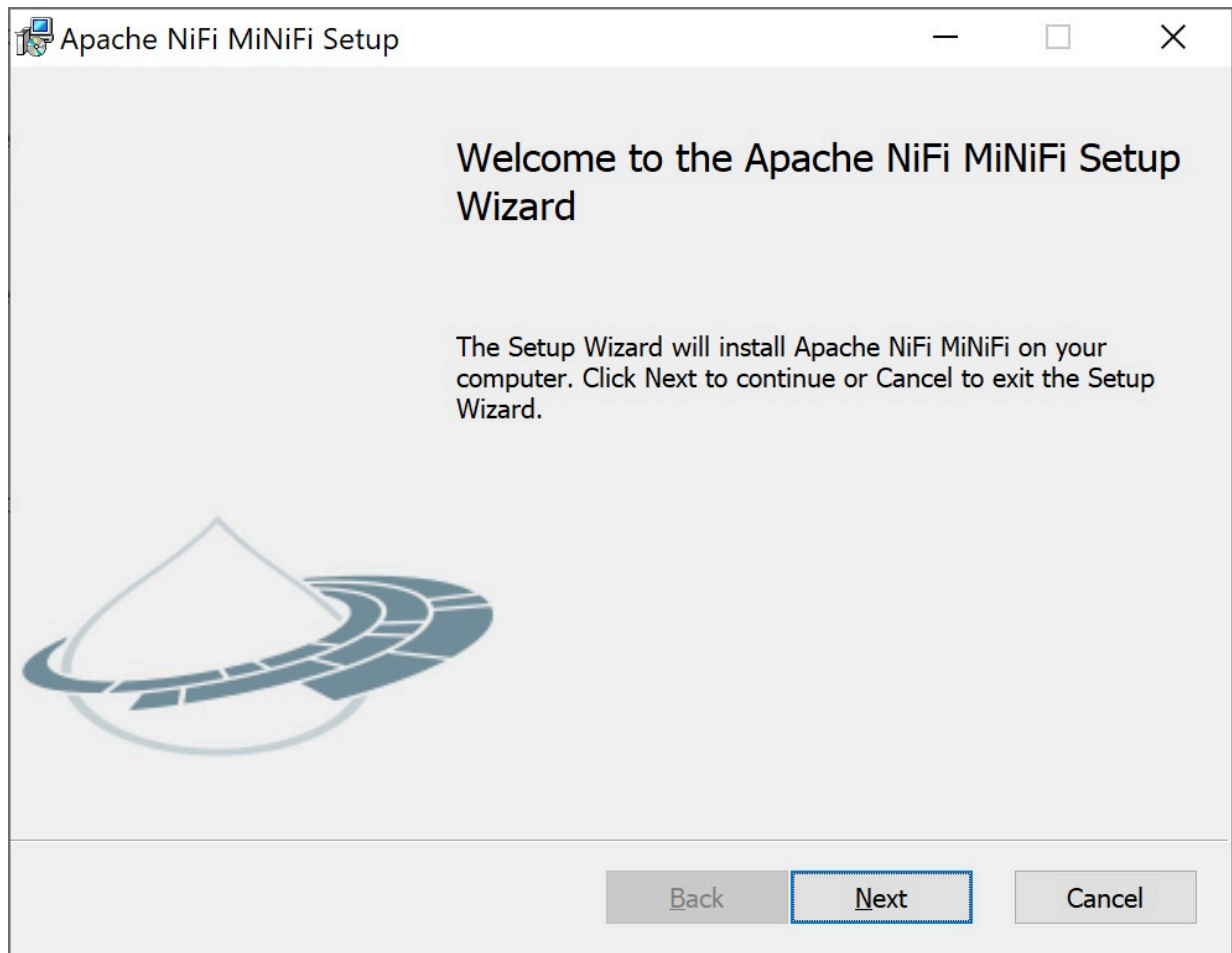 Apache NiFi MiNiFi Setup
Welcome to the Apache NiFi MiNiFi Setup
Wizard
The Setup Wizard will install Apache NiFi MiNiFi on your
computer. Click Next to continue or Cancel to exit the Setup
Wizard.
Back Next Cancel